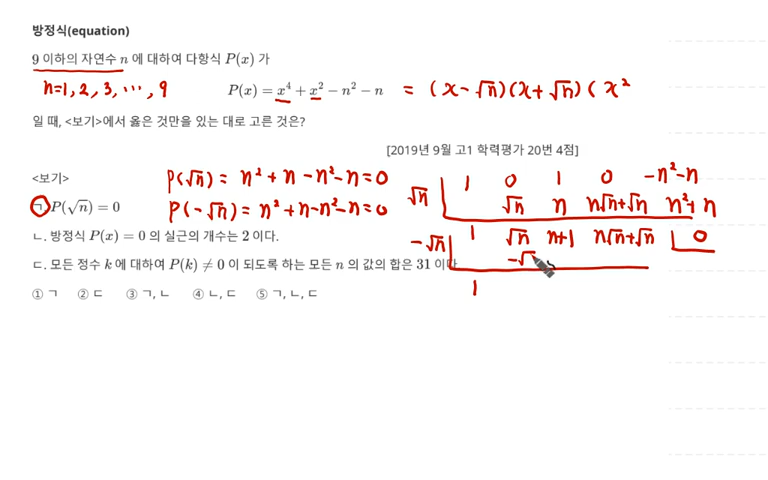 방정식(equation)
9 이하의 자연수 n 에 대하여 다항식 P(x) 가
n=1, 2, 3, ⋯, 9
P(x) = x⁴ + x² − n² − n = (x−√n)(x+√n)(x²
일 때, <보기>에서 옳은 것만을 있는 대로 고른 것은?
[2019년 9월 고1 학력평가 20번 4점]
<보기>
P(√n) = n²+n−n²−n=0
√n 1 0 1 0 −n²−n
ㄱ. P(√n) = 0
P(−√n) = n²+n−n²−n=0
√n n n√n+√n n²+n
ㄴ. 방정식 P(x) = 0 의 실근의 개수는 2 이다.
−√n 1 √n n+1 n√n+√n 0
−√
ㄷ. 모든 정수 k 에 대하여 P(k) ≠ 0 이 되도록 하는 모든 n 의 값의 합은 31 이다
① ㄱ ② ㄷ ③ ㄱ, ㄴ ④ ㄴ, ㄷ ⑤ ㄱ, ㄴ, ㄷ
1